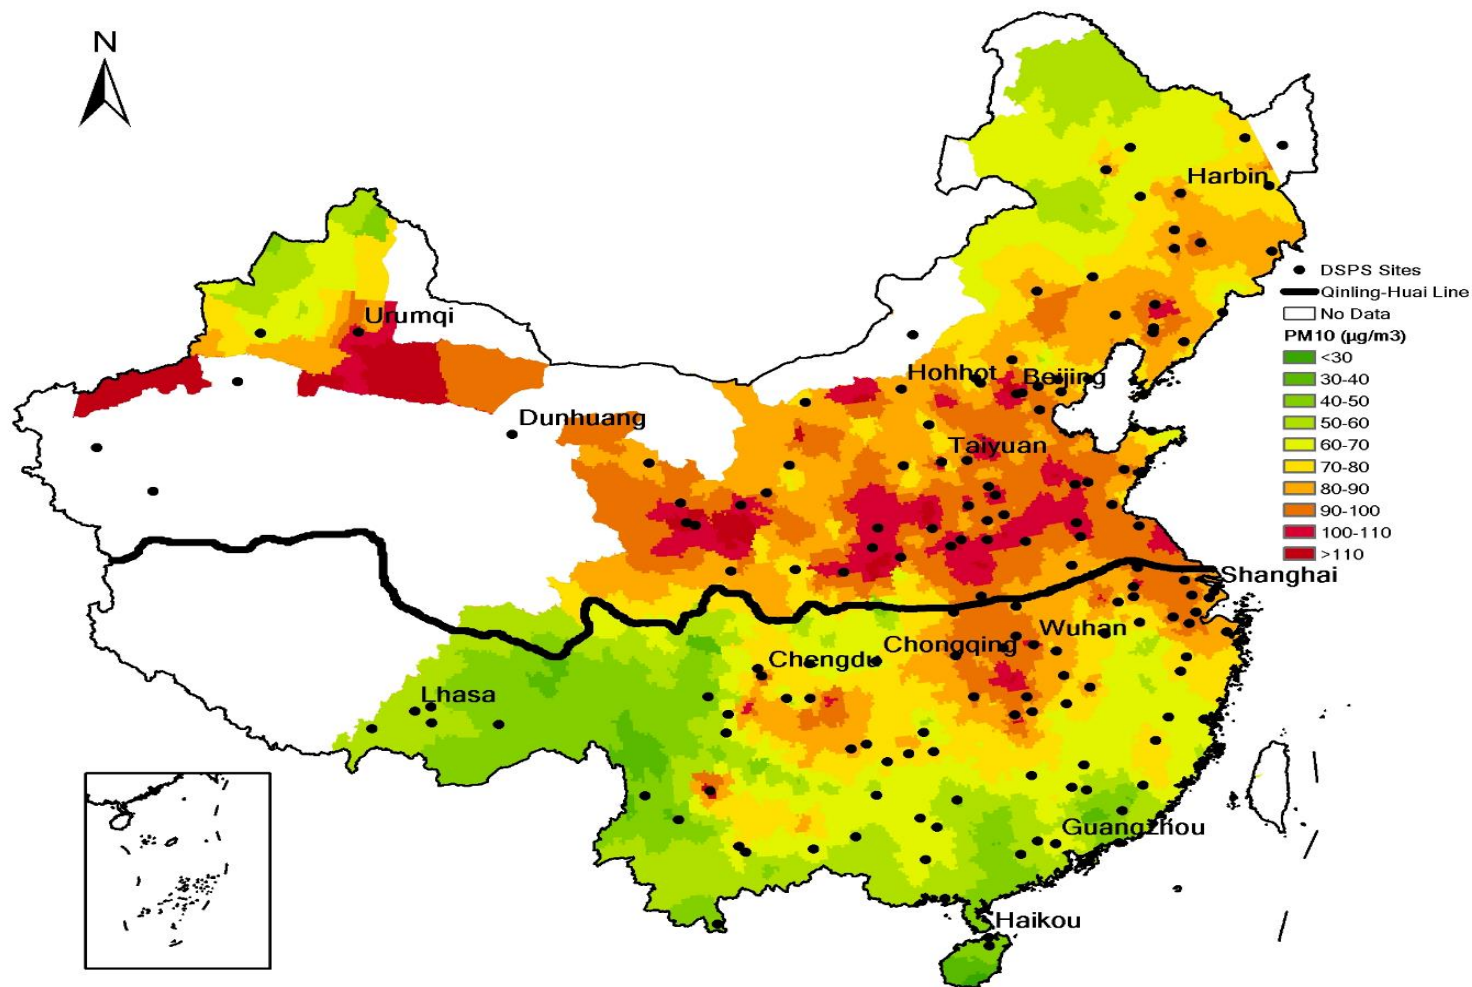 N
Harbin
DSPS Sites
Qinling-Huai Line
No Data
PM10 (µg/m3)
<30
30-40
40-50
50-60
60-70
70-80
80-90
90-100
100-110
>110
Urumqi
Hohhot
Beijing
Dunhuang
Taiyuan
Shanghai
Wuhan
Chongqing
Chengdu
Lhasa
Guangzhou
Haikou